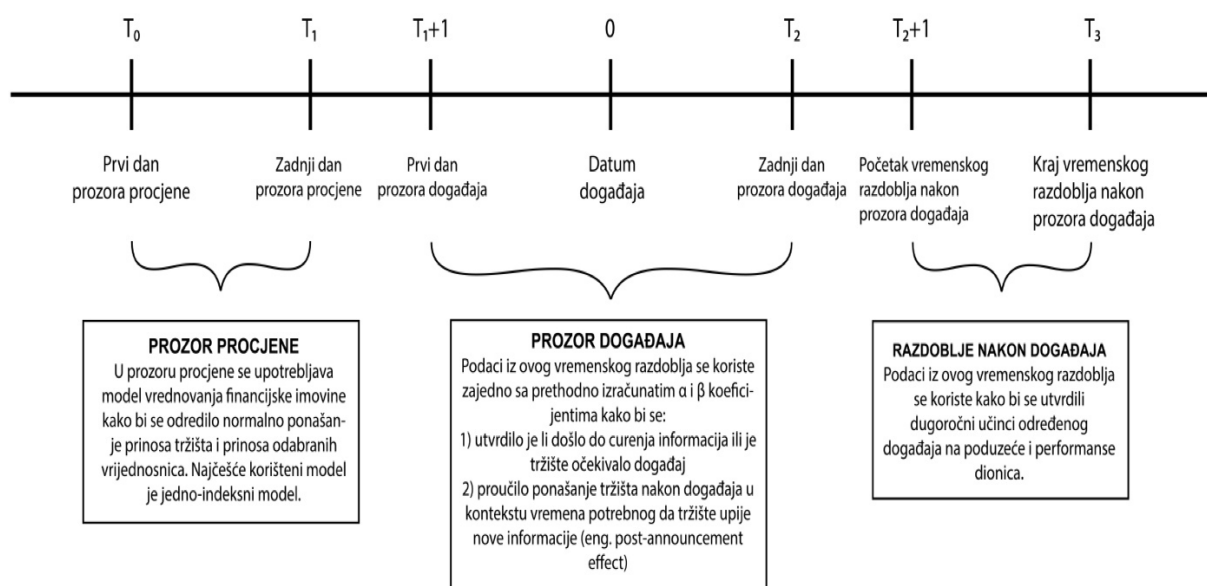 T₀
T₁
T₁+1
0
T₂
T₂+1
T₃
Prvi dan
prozora procjene
Zadnji dan
prozora procjene
Prvi dan
prozora događaja
Datum
događaja
Zadnji dan
prozora događaja
Početak vremenskog
razdoblja nakon
prozora događaja
Kraj vremenskog
razdoblja nakon
prozora događaja
PROZOR PROCJENE
U prozoru procjene se upotrebljava
model vrednovanja financijske imovine
kako bi se odredilo normalno ponašan-
je prinosa tržišta i prinosa odabranih
vrijednosnica. Najčešće korišteni model
je jedno-indeksni model.
PROZOR DOGAĐAJA
Podaci iz ovog vremenskog razdoblja se koriste
zajedno sa prethodno izračunatim α i β koefici-
jentima kako bi se:
1) utvrdilo je li došlo do curenja informacija ili je
tržište očekivalo događaj
2) proučilo ponašanje tržišta nakon događaja u
kontekstu vremena potrebnog da tržište upije
nove informacije (eng. post-announcement
effect)
RAZDOBLJE NAKON DOGAĐAJA
Podaci iz ovog vremenskog razdoblja
se koriste kako bi se utvrdili
dugoročni učinci određenog
događaja na poduzeće i performanse
dionica.